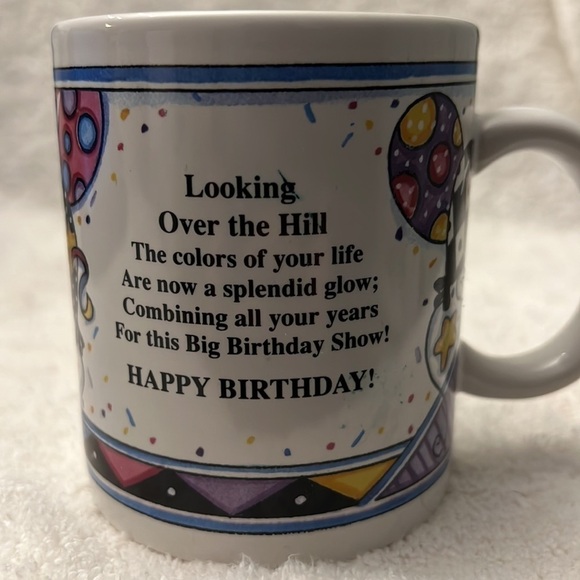 Looking
Over the Hill
The colors of your life
Are now a splendid glow;
Combining all your years
For this Big Birthday Show!
HAPPY BIRTHDAY!